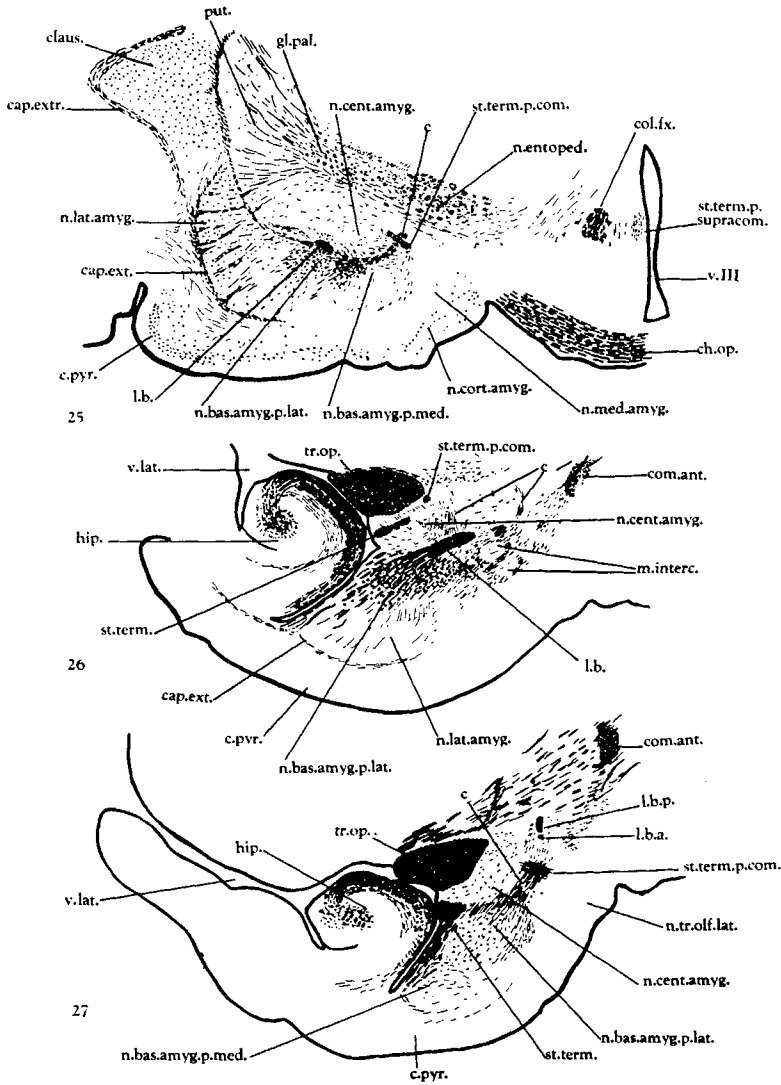 put.
claus.
gl.pal.
cap.extr.
n.cent.amyg.
st.term.p.com.
c
col.fx.
n.entoped.
n.lat.amyg.
st.term.p.
supracom.
cap.ext.
v.III
c.pyr.
ch.op.
l.b.
n.cort.amyg.
n.bas.amyg.p.lat.
n.bas.amyg.p.med.
n.med.amyg.
25
tr.op.
st.term.p.com.
v.lat.
c
com.ant.
n.cent.amyg.
hip.
m.interc.
st.term.
l.b.
26
cap.ext.
c.pyr.
n.lat.amyg.
n.bas.amyg.p.lat.
com.ant.
c
l.b.p.
tr.op.
l.b.a.
hip.
st.term.p.com.
v.lat.
n.tr.olf.lat.
n.cent.amyg.
27
n.bas.amyg.p.lat.
n.bas.amyg.p.med.
st.term.
c.pyr.